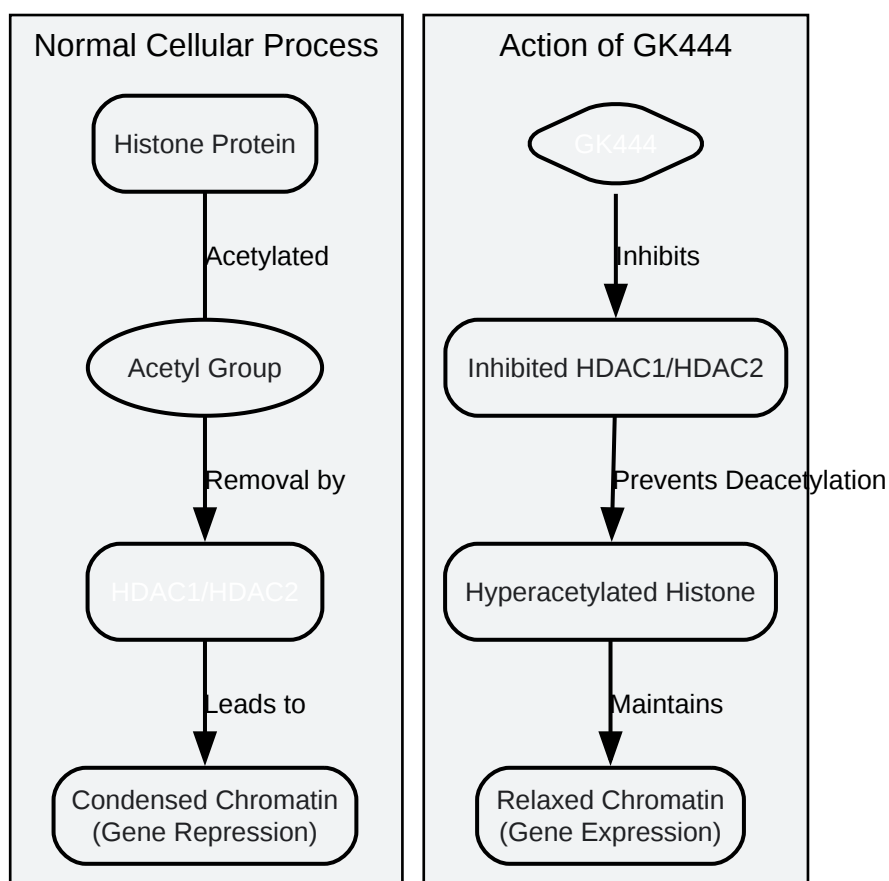 Normal Cellular Process
Histone Protein
Acetylated
Acetyl Group
Removal by
HDAC1/HDAC2
Leads to
Condensed Chromatin
(Gene Repression)
Action of GK444
GK444
Inhibits
Inhibited HDAC1/HDAC2
Prevents Deacetylation
Hyperacetylated Histone
Maintains
Relaxed Chromatin
(Gene Expression)